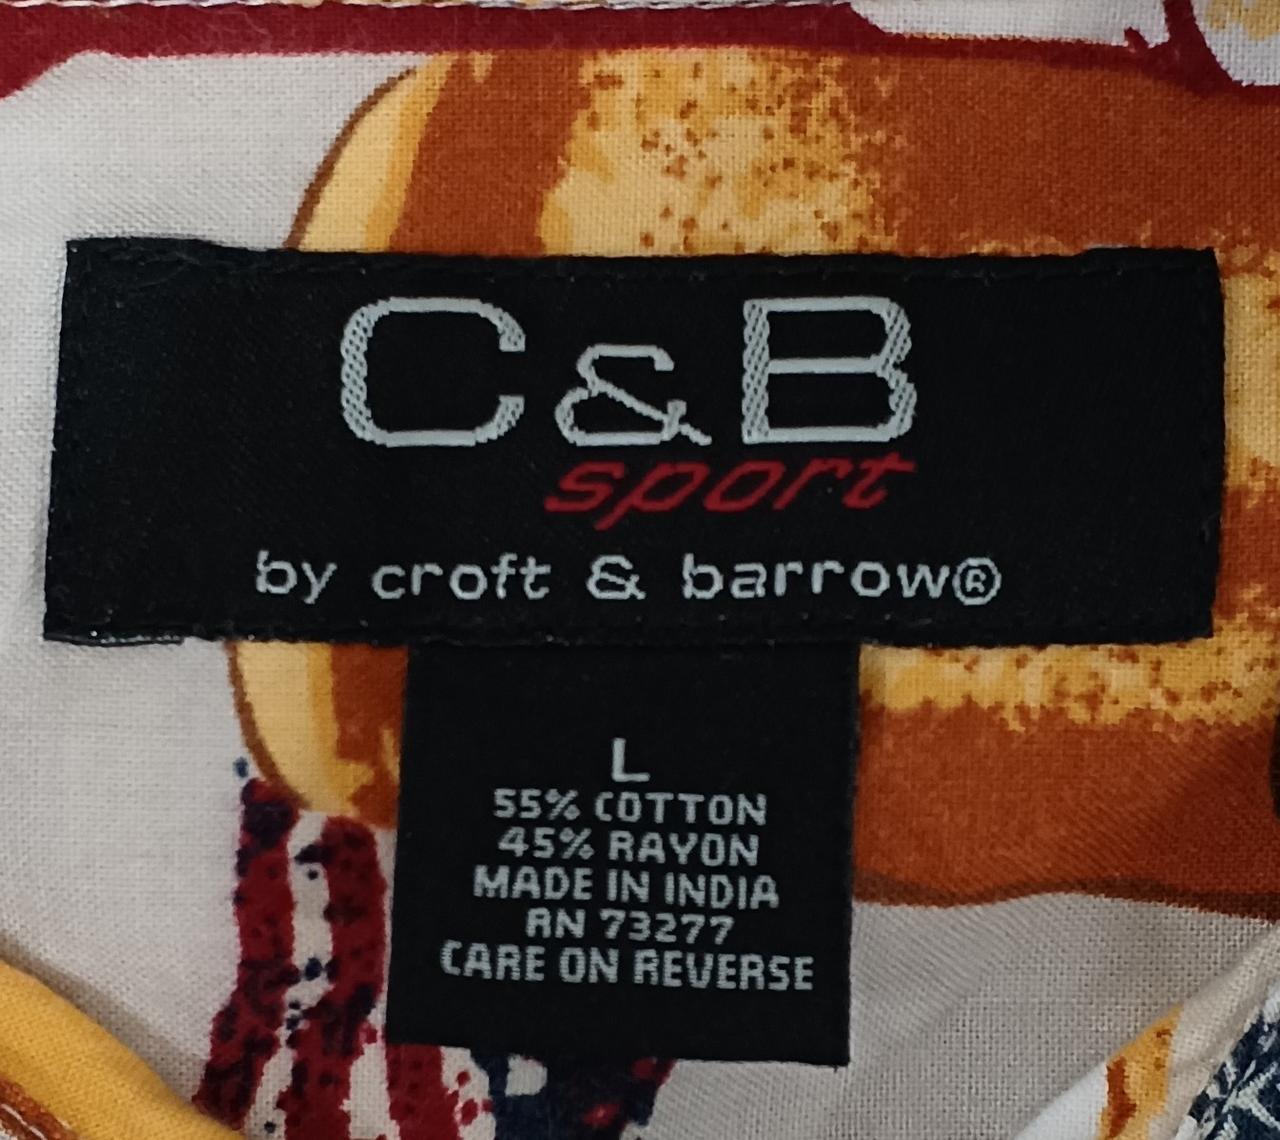 C&B
sport
by croft & barrow®
L
55% COTTON
45% RAYON
MADE IN INDIA
RN 73277
CARE ON REVERSE